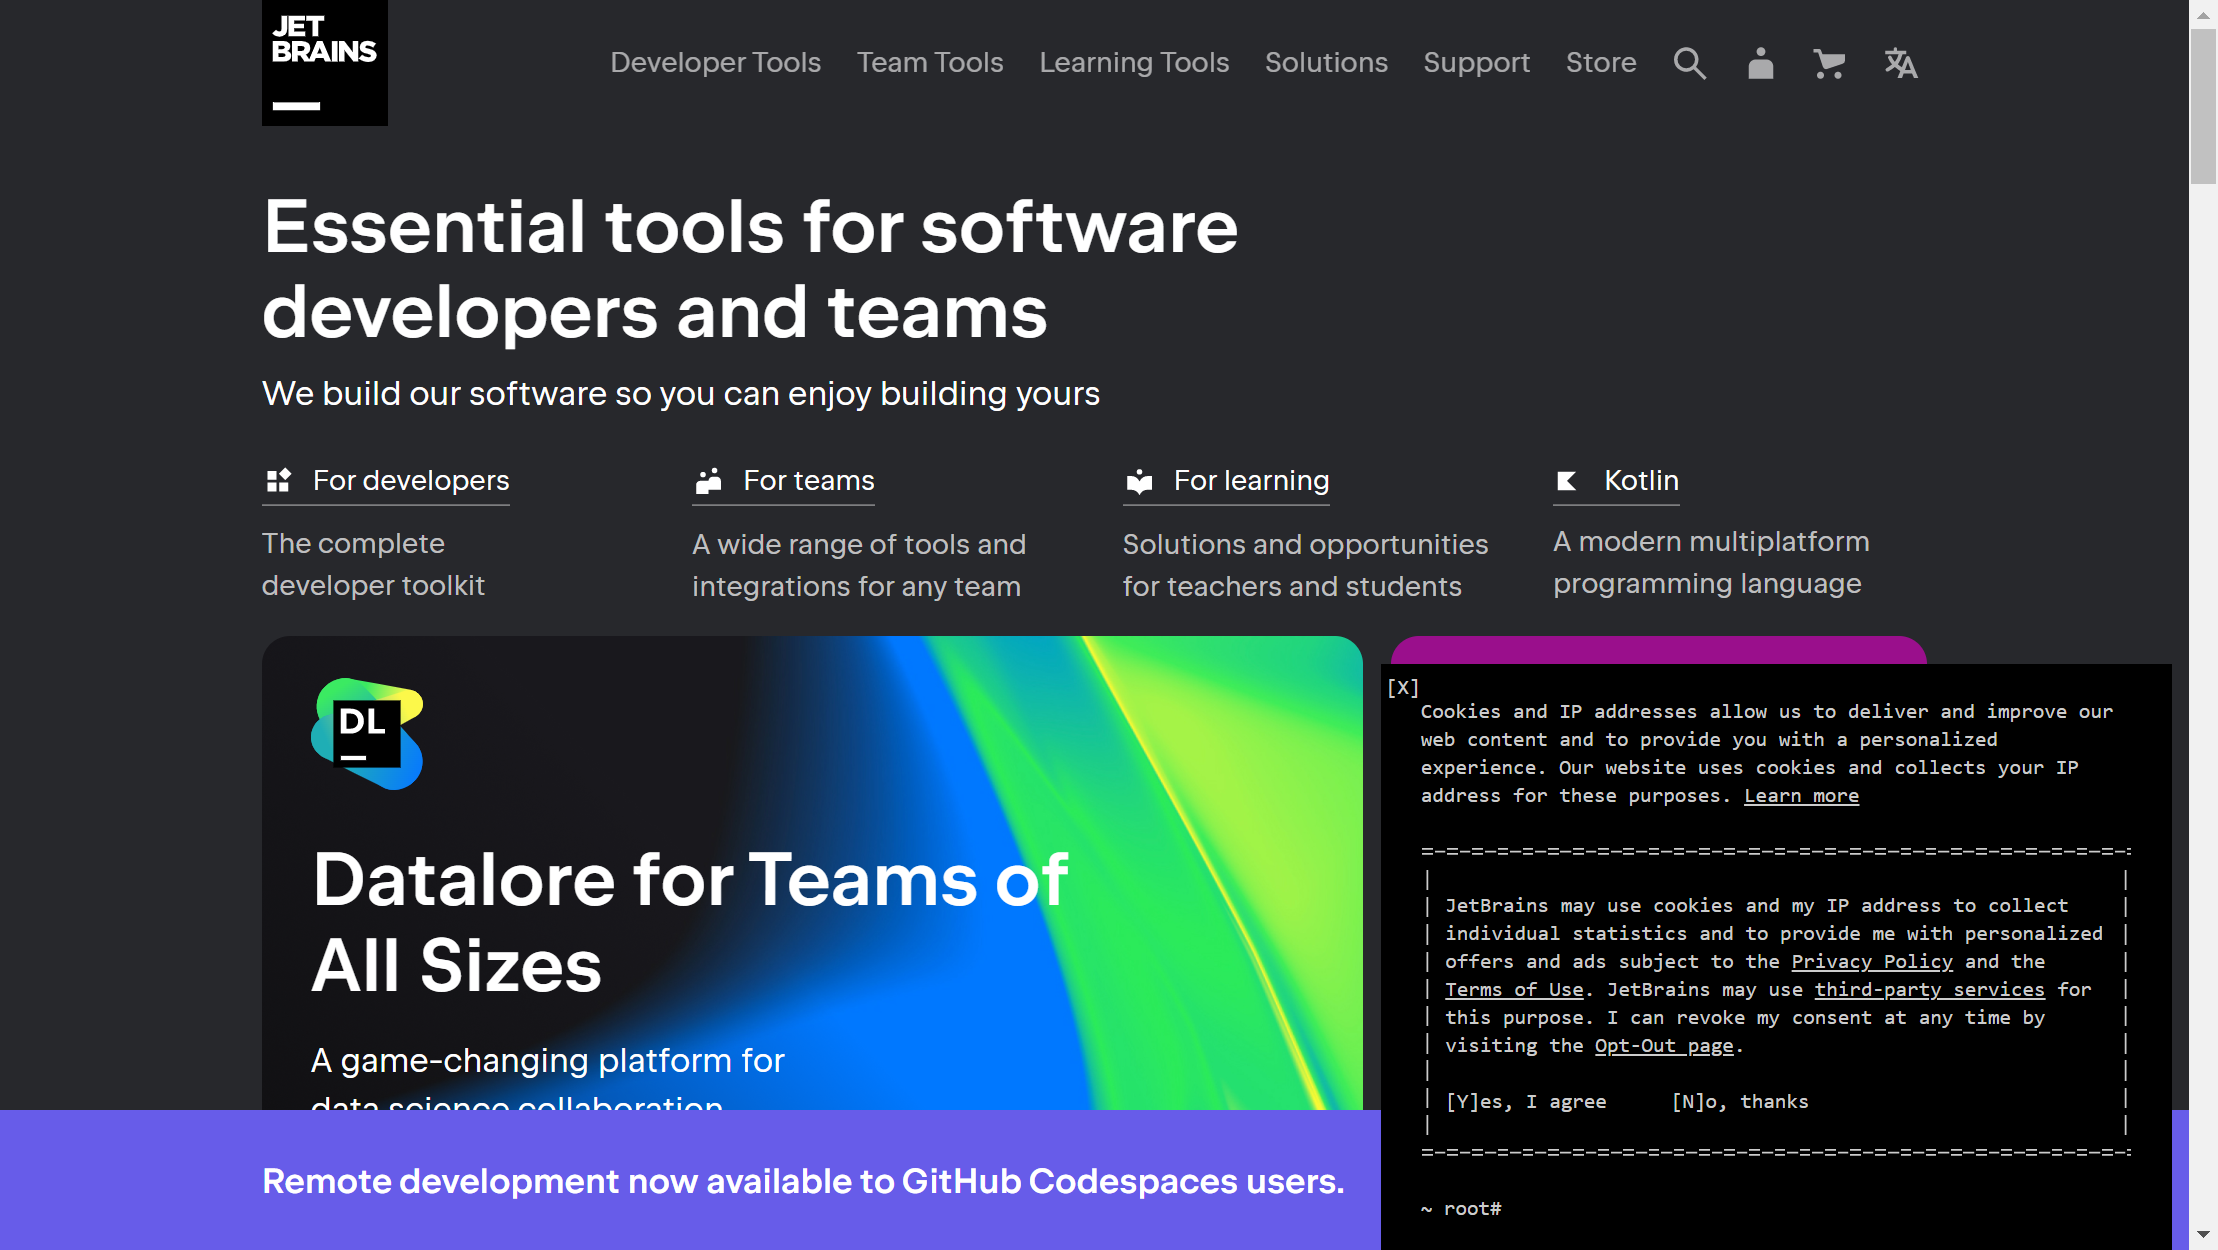 JET
BRAINS
Developer Tools
Team Tools
Learning Tools
Solutions
Support
Store
Essential tools for software
developers and teams
We build our software so you can enjoy building yours
For developers
The complete
developer toolkit
For teams
A wide range of tools and
integrations for any team
For learning
Solutions and opportunities
for teachers and students
Kotlin
A modern multiplatform
programming language
DL
Datalore for Teams of
All Sizes
A game-changing platform for
data science collaboration
Remote development now available to GitHub Codespaces users.
[X]
Cookies and IP addresses allow us to deliver and improve our
web content and to provide you with a personalized
experience. Our website uses cookies and collects your IP
address for these purposes. Learn more
JetBrains may use cookies and my IP address to collect
individual statistics and to provide me with personalized
offers and ads subject to the Privacy Policy and the
Terms of Use. JetBrains may use third-party services for
this purpose. I can revoke my consent at any time by
visiting the Opt-Out page.
[Y]es, I agree [N]o, thanks
~ root#